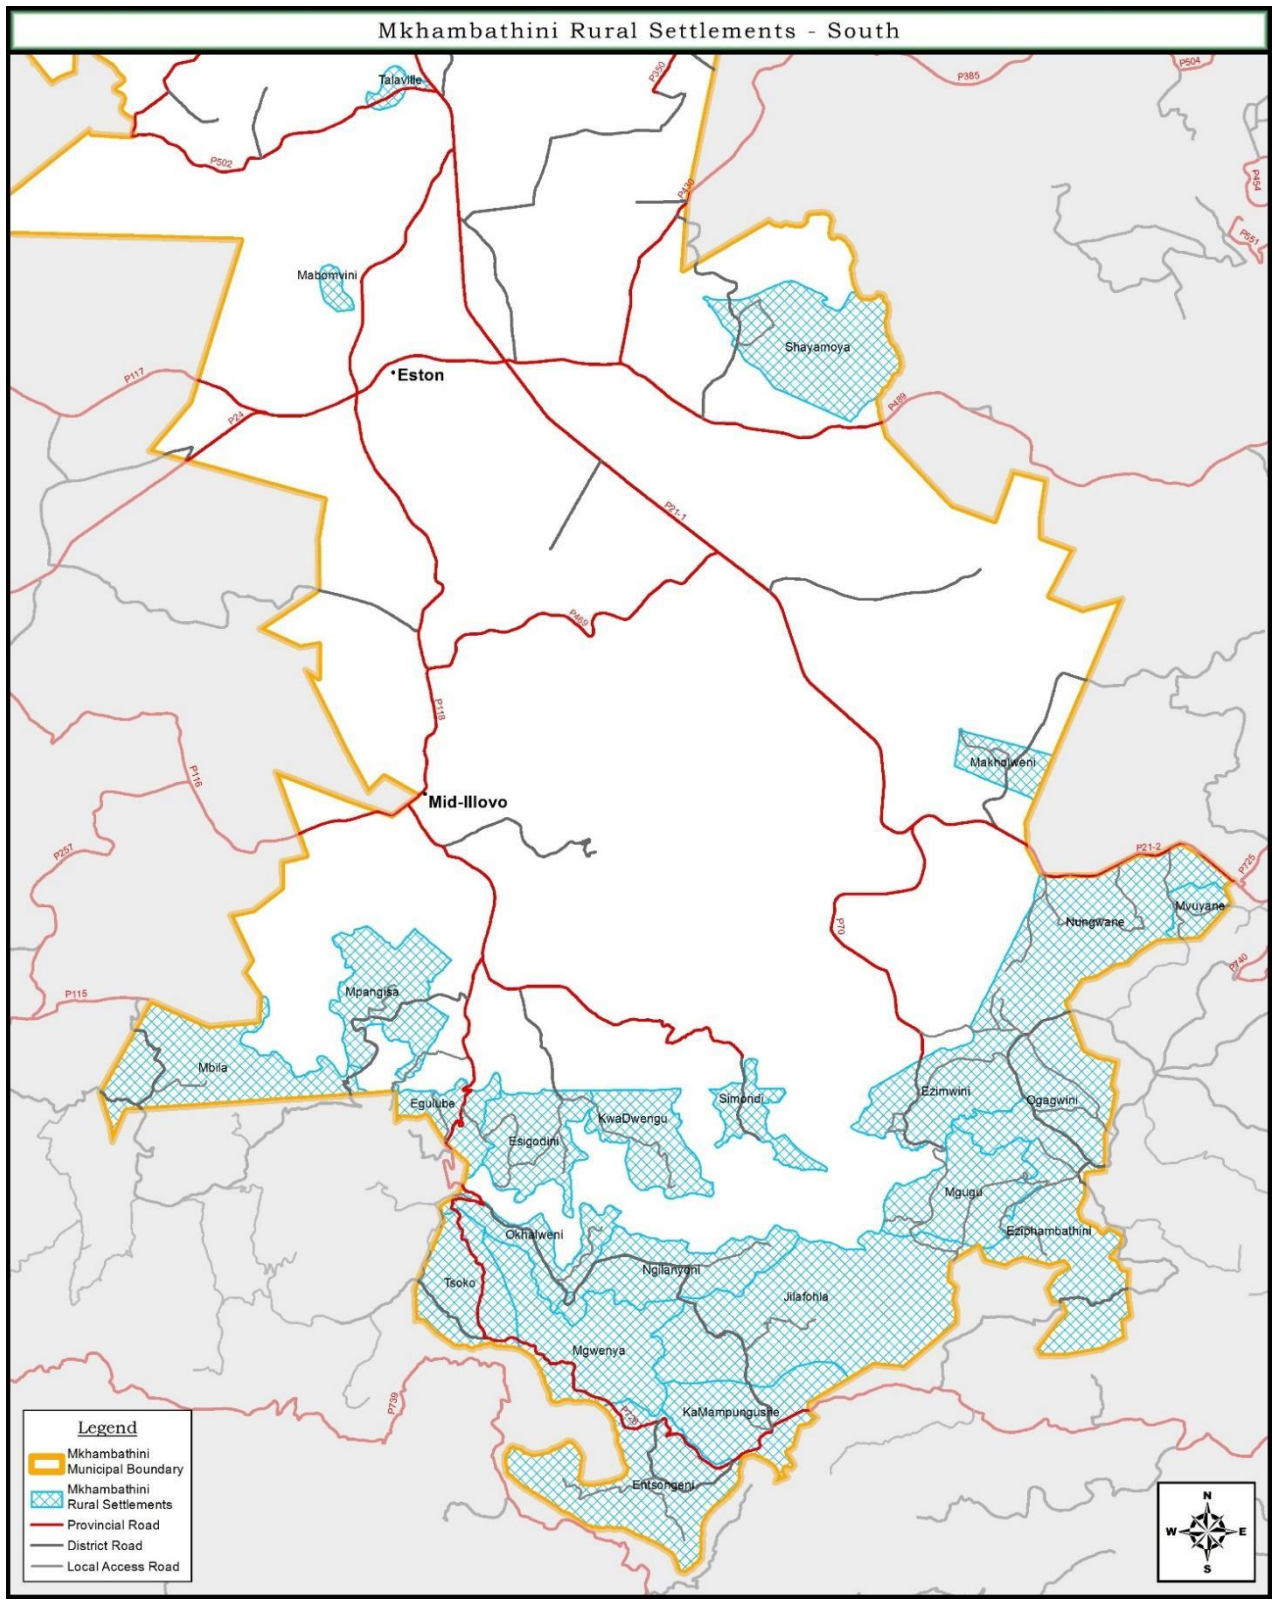 Mkhambathini Rural Settlements - South
Talaville
P350
P385
P504
P502
P430
P454
P551
Mabomvini
Shayamoya
P117
Eston
P24
P489
P21-1
P469
P118
Makholweni
P116
Mid-Illovo
P257
P21-2
P725
Nungwane
Mvuyane
P70
P740
P115
Mpangisa
Mbila
Egulube
Esigodini
KwaDwengu
Simondi
Ezimwini
Ogagwini
Mgugu
Okhalweni
Eziphambathini
Tsoko
Ngilanyoni
Jilafohla
Mgwenya
P739
P728
KaMampungushe
Entsongeni
Legend
Mkhambathini
Municipal Boundary
Mkhambathini
Rural Settlements
Provincial Road
District Road
Local Access Road
N
W E
S